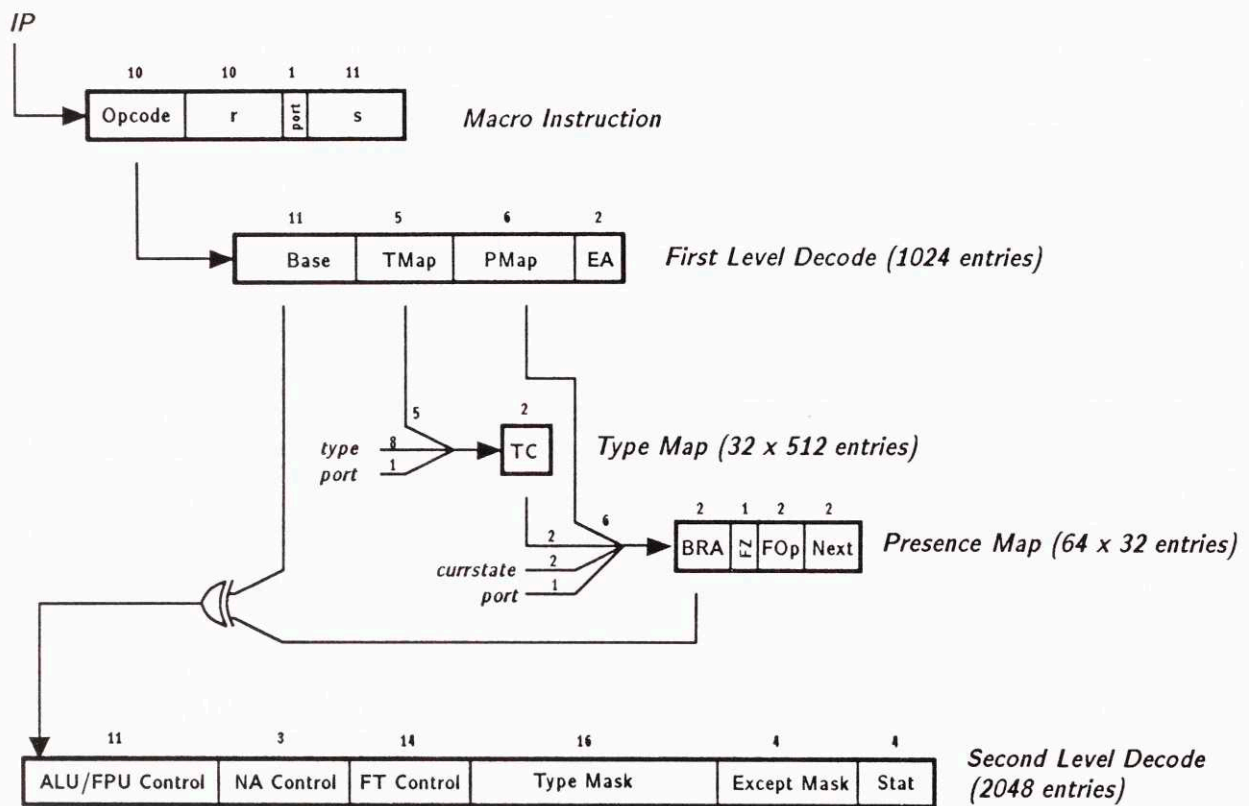 IP
10 10 1 11
Opcode r port s Macro Instruction
11 5 6 2
Base TMap PMap EA First Level Decode (1024 entries)
5 2
type 8 TC Type Map (32 x 512 entries)
port 1
6 2 1 2 2
2 BRA FZ FOp Next Presence Map (64 x 32 entries)
currstate 2
port 1
11 3 14 16 4 4
ALU/FPU Control NA Control FT Control Type Mask Except Mask Stat Second Level Decode
(2048 entries)